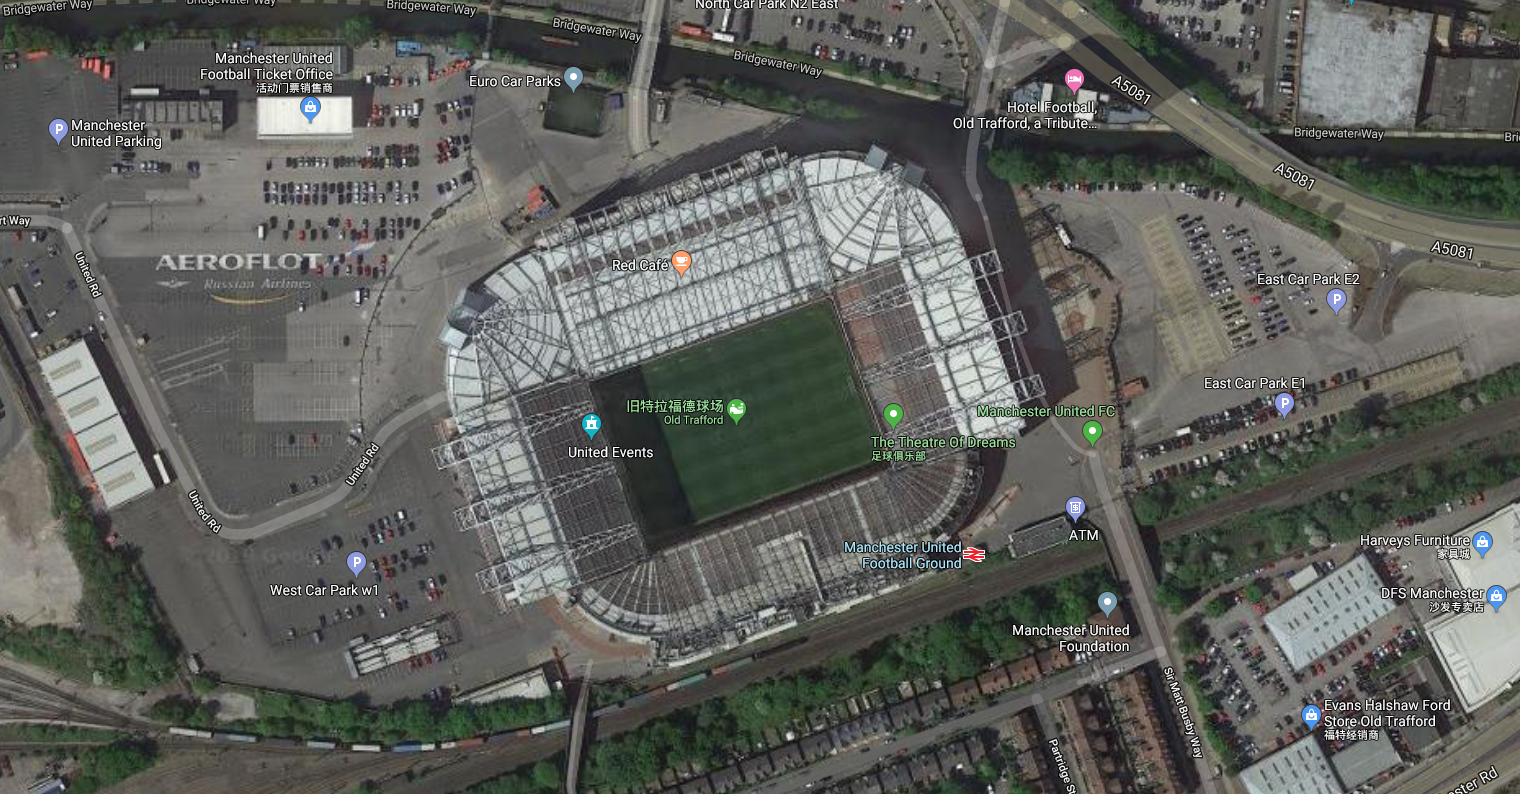 North Car Park N2 East
Bridgewater Way
Bridgewater Way
Bridgewater Way
Bridgewater Way
Manchester United
Football Ticket Office
活动门票销售商
Euro Car Parks
A5081
Hotel Football,
Old Trafford, a Tribute...
Manchester
United Parking
Bridgewater Way
Bri
A5081
rt Way
A5081
United Rd
AEROFLOT
Russian Airlines
Red Café
East Car Park E2
East Car Park E1
旧特拉福德球场
Old Trafford
Manchester United FC
United Events
The Theatre Of Dreams
足球俱乐部
United Rd
United Rd
ATM
Manchester United
Football Ground
Harveys Furniture
家具城
West Car Park w1
DFS Manchester
沙发专卖店
Manchester United
Foundation
Sir Matt Busby Way
Evans Halshaw Ford
Store Old Trafford
福特经销商
Partridge St
ester Rd